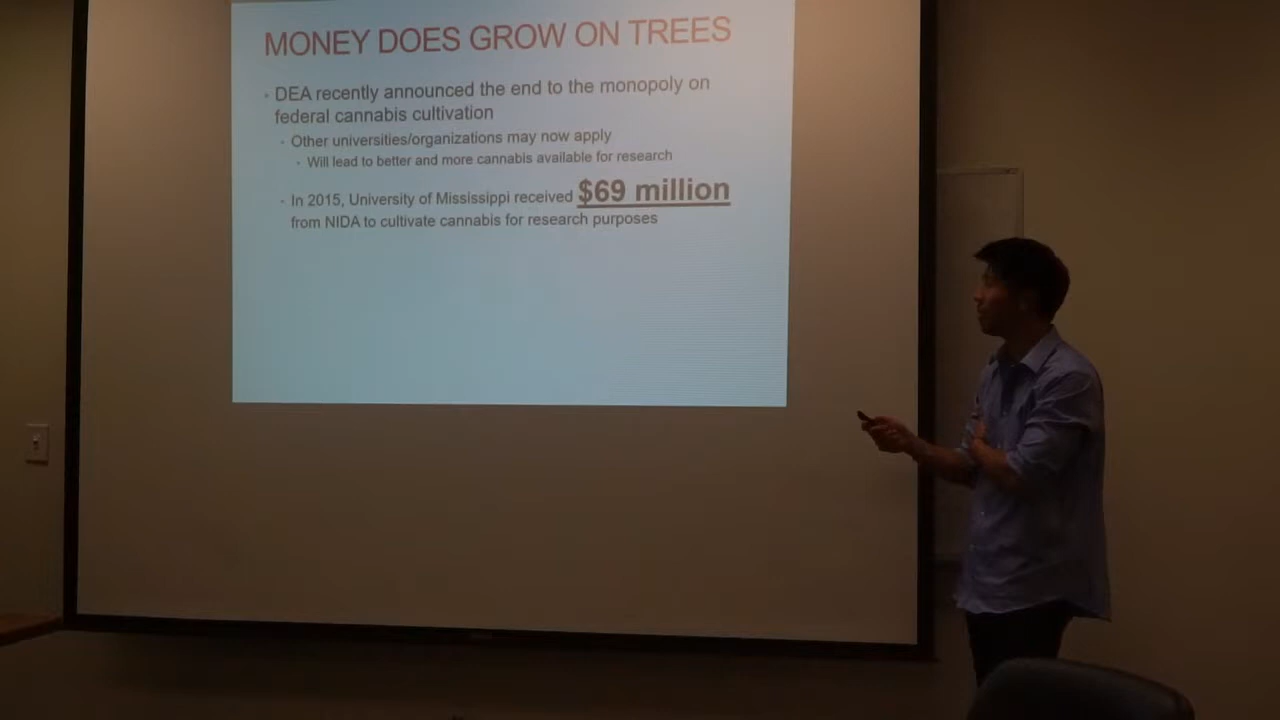 MONEY DOES GROW ON TREES
DEA recently announced the end to the monopoly on
federal cannabis cultivation
Other universities/organizations may now apply
Will lead to better and more cannabis available for research
In 2015, University of Mississippi received $69 million
from NIDA to cultivate cannabis for research purposes